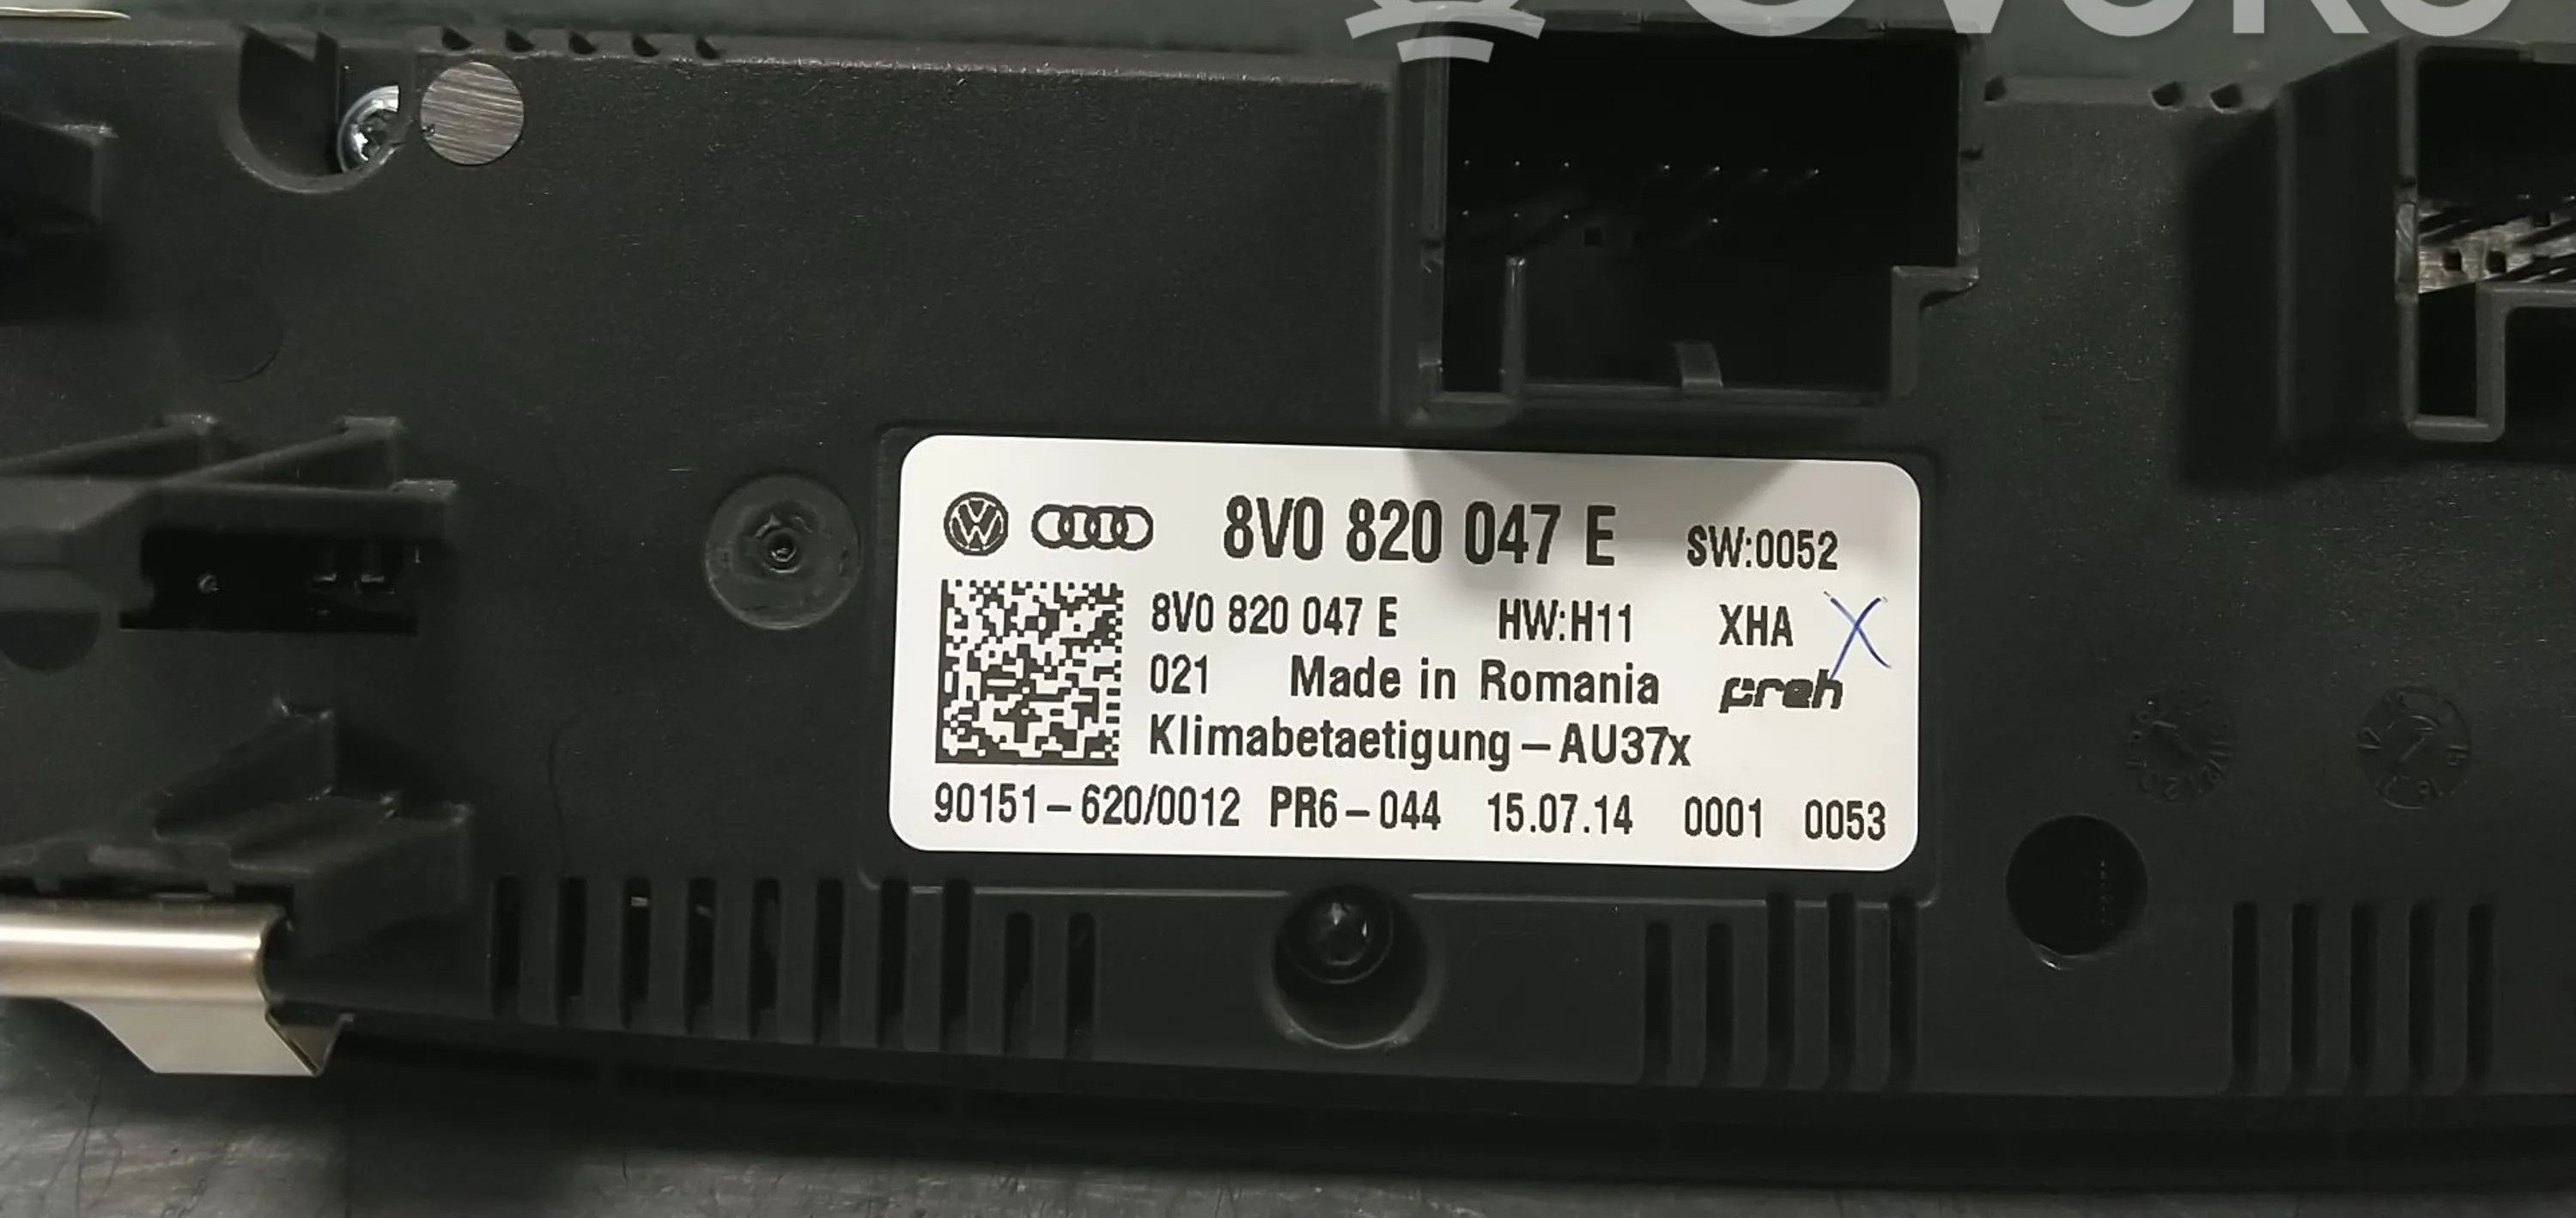 8V0 820 047 E SW:0052
8V0 820 047 E HW:H11 XHA X
021 Made in Romania preh
Klimabetaetigung-AU37x
90151-620/0012 PR6-044 15.07.14 0001 0053